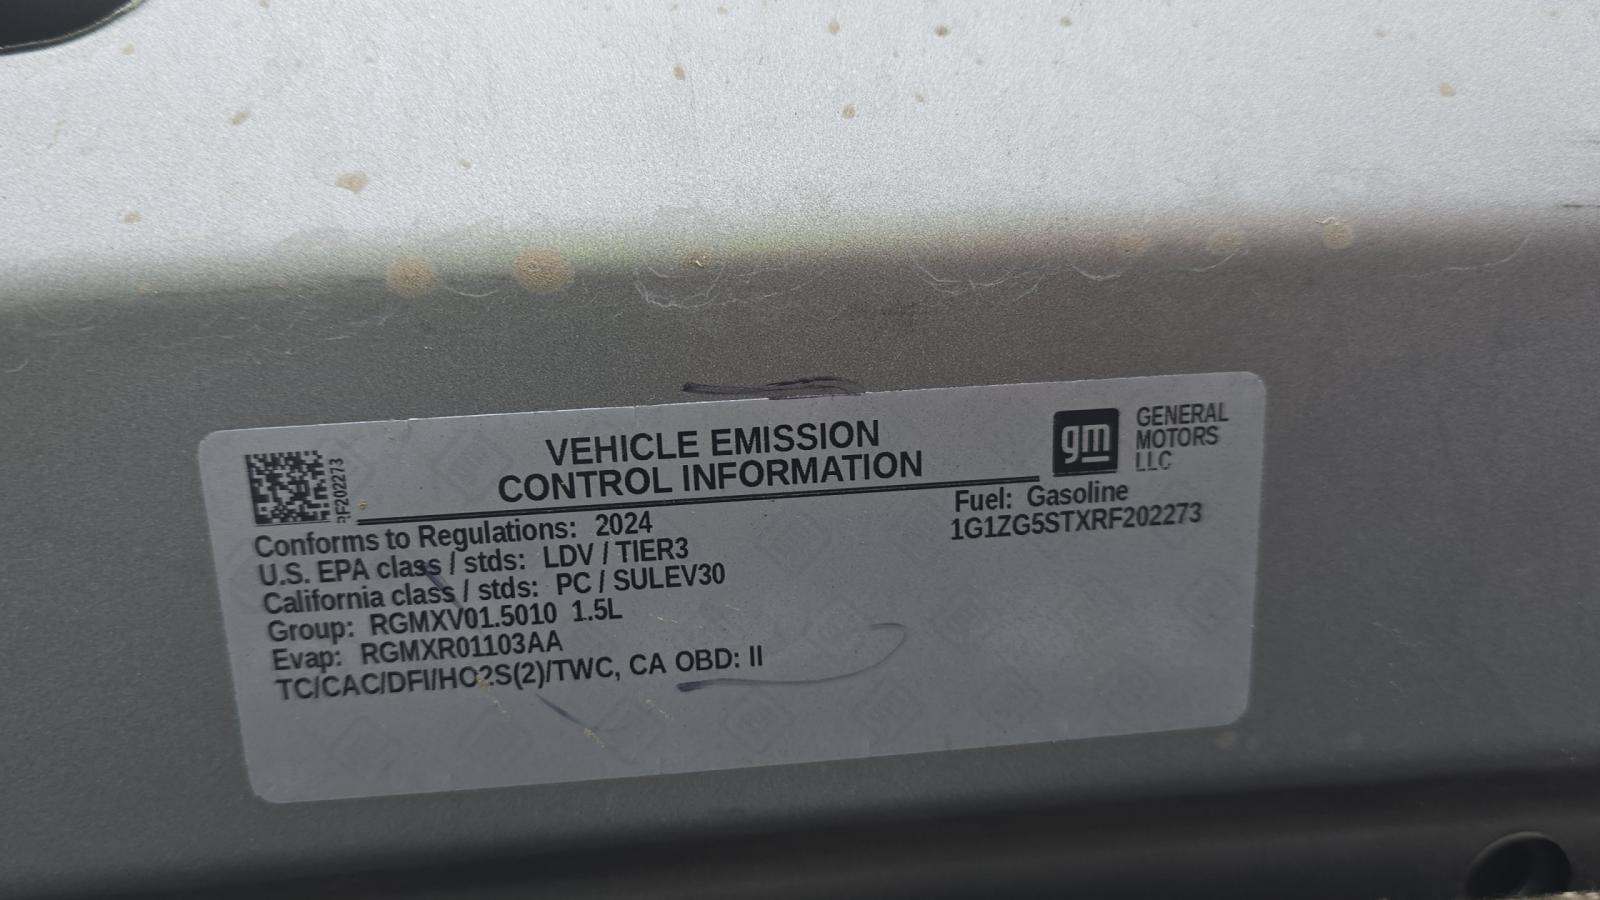 VEHICLE EMISSION
CONTROL INFORMATION
gm
GENERAL
MOTORS
LLC
RF202273
Conforms to Regulations: 2024
U.S. EPA class / stds: LDV / TIER3
California class / stds: PC / SULEV30
Group: RGMXV01.5010 1.5L
Evap: RGMXR01103AA
TC/CAC/DFI/HO2S(2)/TWC, CA OBD: II
Fuel: Gasoline
1G1ZG5STXRF202273